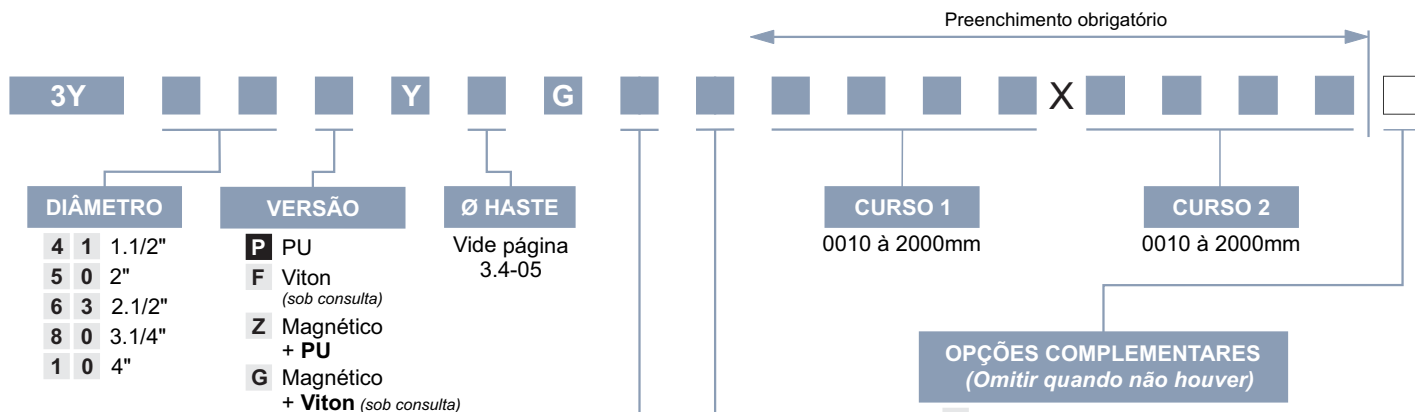 Preenchimento obrigatório
3Y Y G X
DIÂMETRO
4 1 1.1/2"
5 0 2"
6 3 2.1/2"
8 0 3.1/4"
1 0 4"
VERSÃO
P PU
F Viton
(sob consulta)
Z Magnético
+ PU
G Magnético
+ Viton (sob consulta)
Ø HASTE
Vide página
3.4-05
CURSO 1
0010 à 2000mm
CURSO 2
0010 à 2000mm
OPÇÕES COMPLEMENTARES
(Omitir quando não houver)